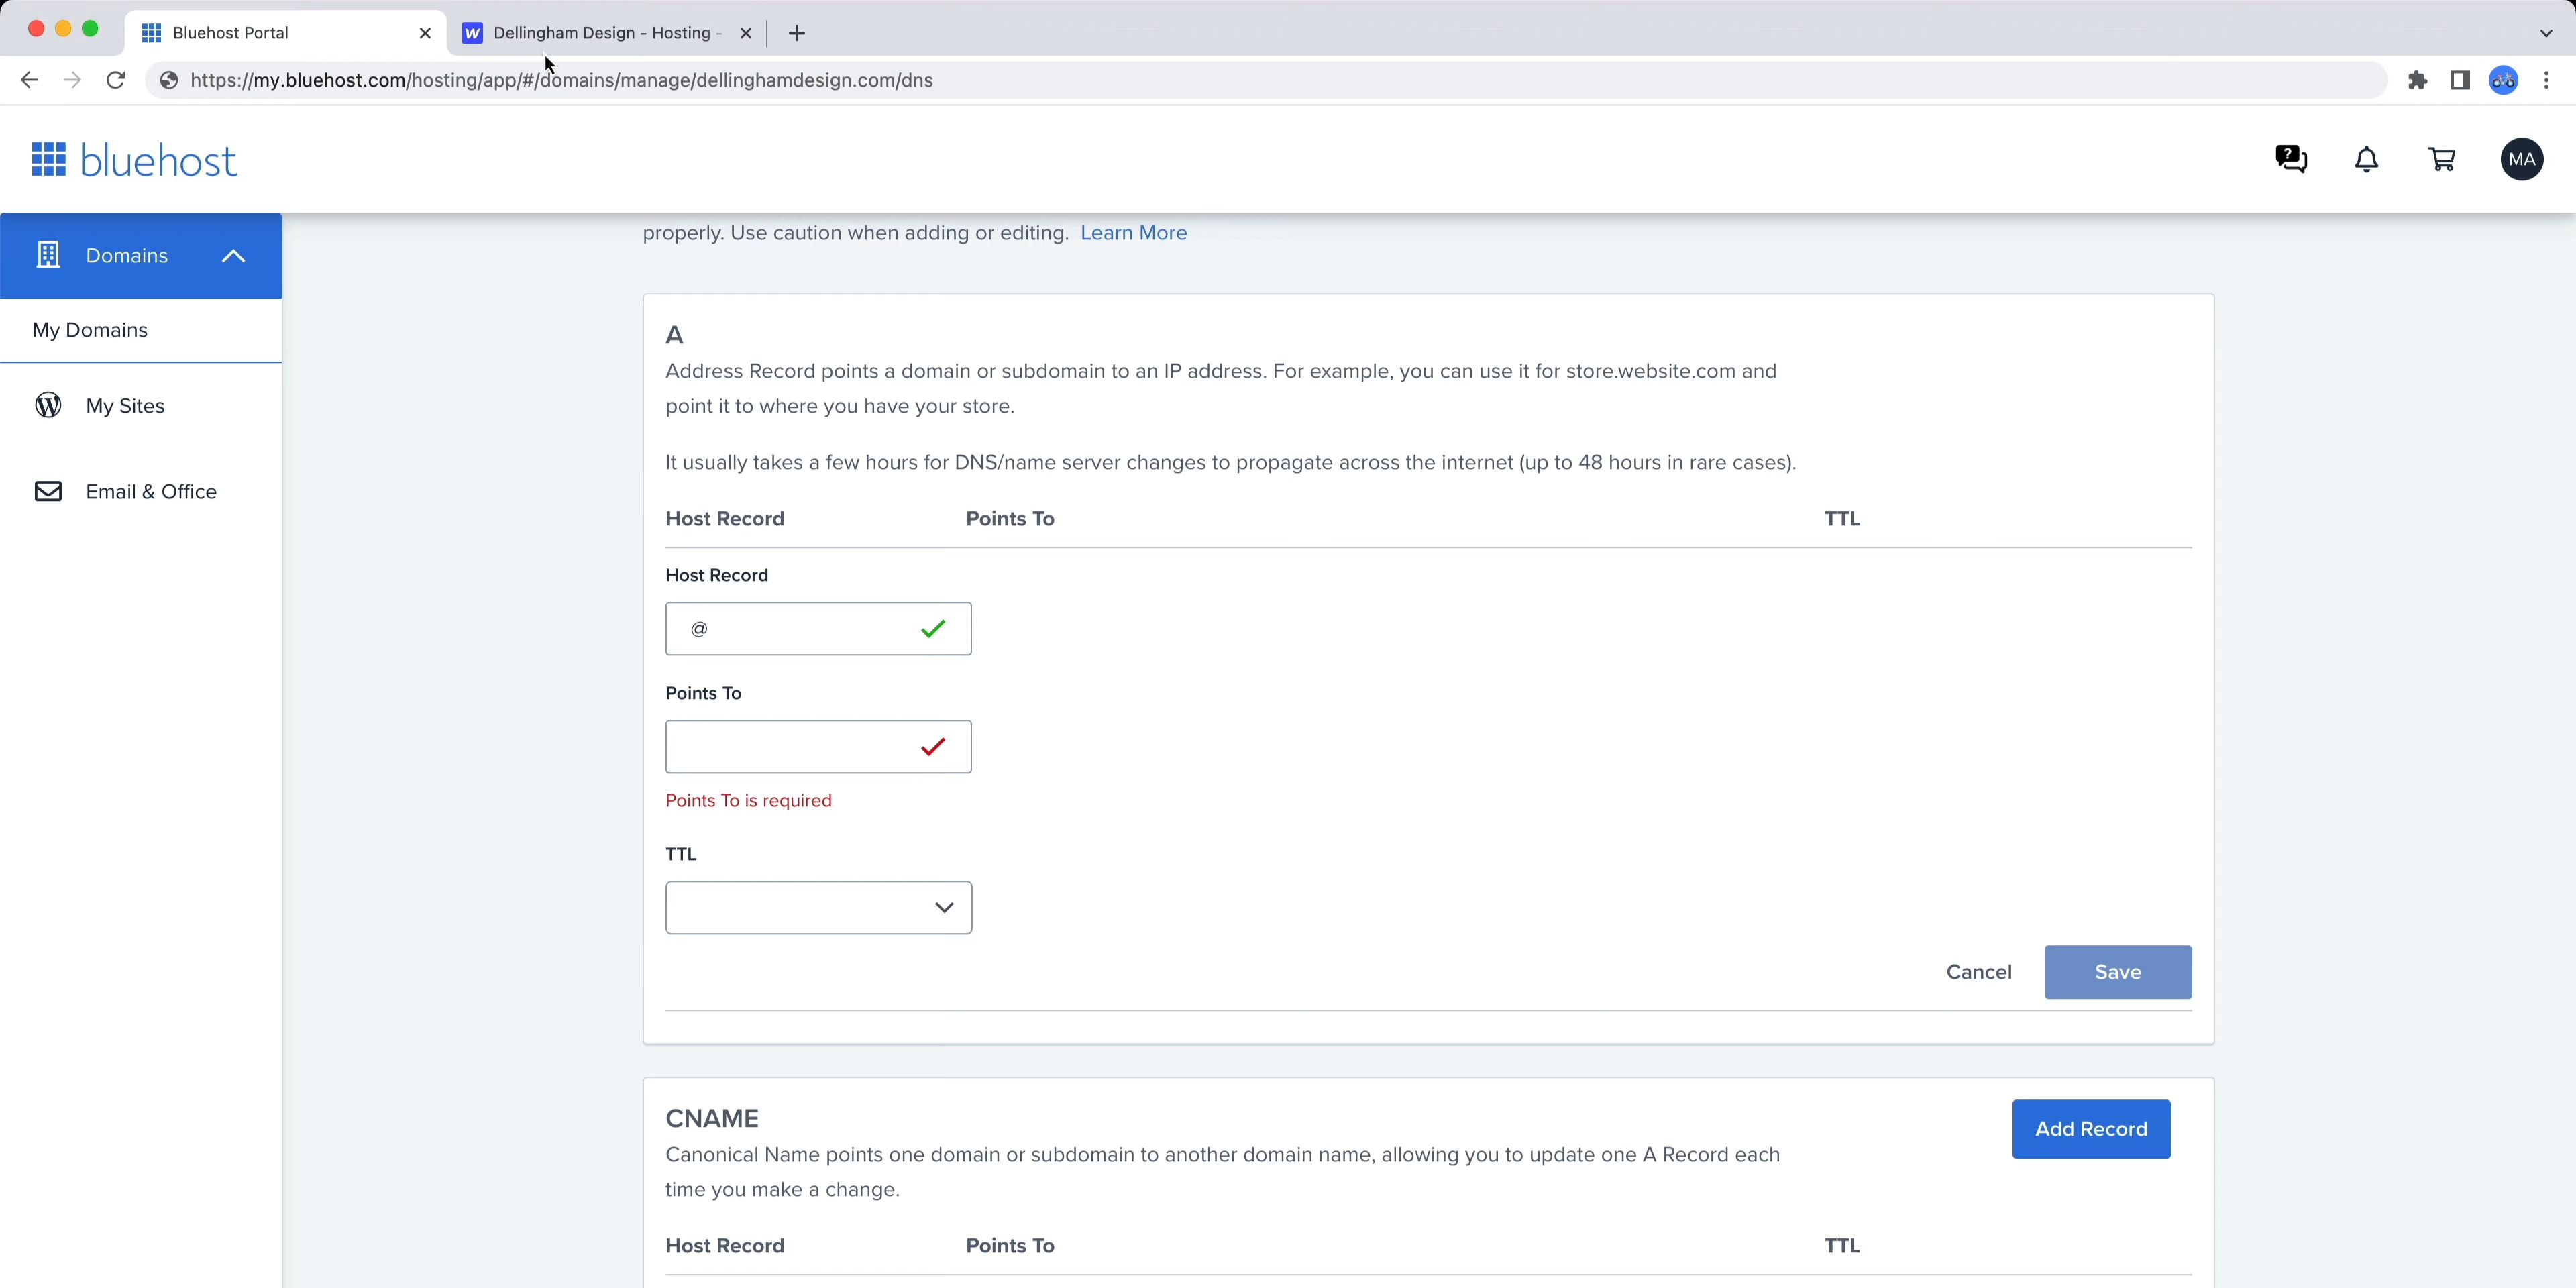 Bluehost Portal
Dellingham Design - Hosting -
https://my.bluehost.com/hosting/app/#/domains/manage/dellinghamdesign.com/dns
bluehost
MA
Domains
My Domains
My Sites
Email & Office
properly. Use caution when adding or editing. Learn More
A
Address Record points a domain or subdomain to an IP address. For example, you can use it for store.website.com and
point it to where you have your store.
It usually takes a few hours for DNS/name server changes to propagate across the internet (up to 48 hours in rare cases).
Host Record Points To TTL
Host Record
@
Points To
Points To is required
TTL
Cancel Save
CNAME
Add Record
Canonical Name points one domain or subdomain to another domain name, allowing you to update one A Record each
time you make a change.
Host Record Points To TTL